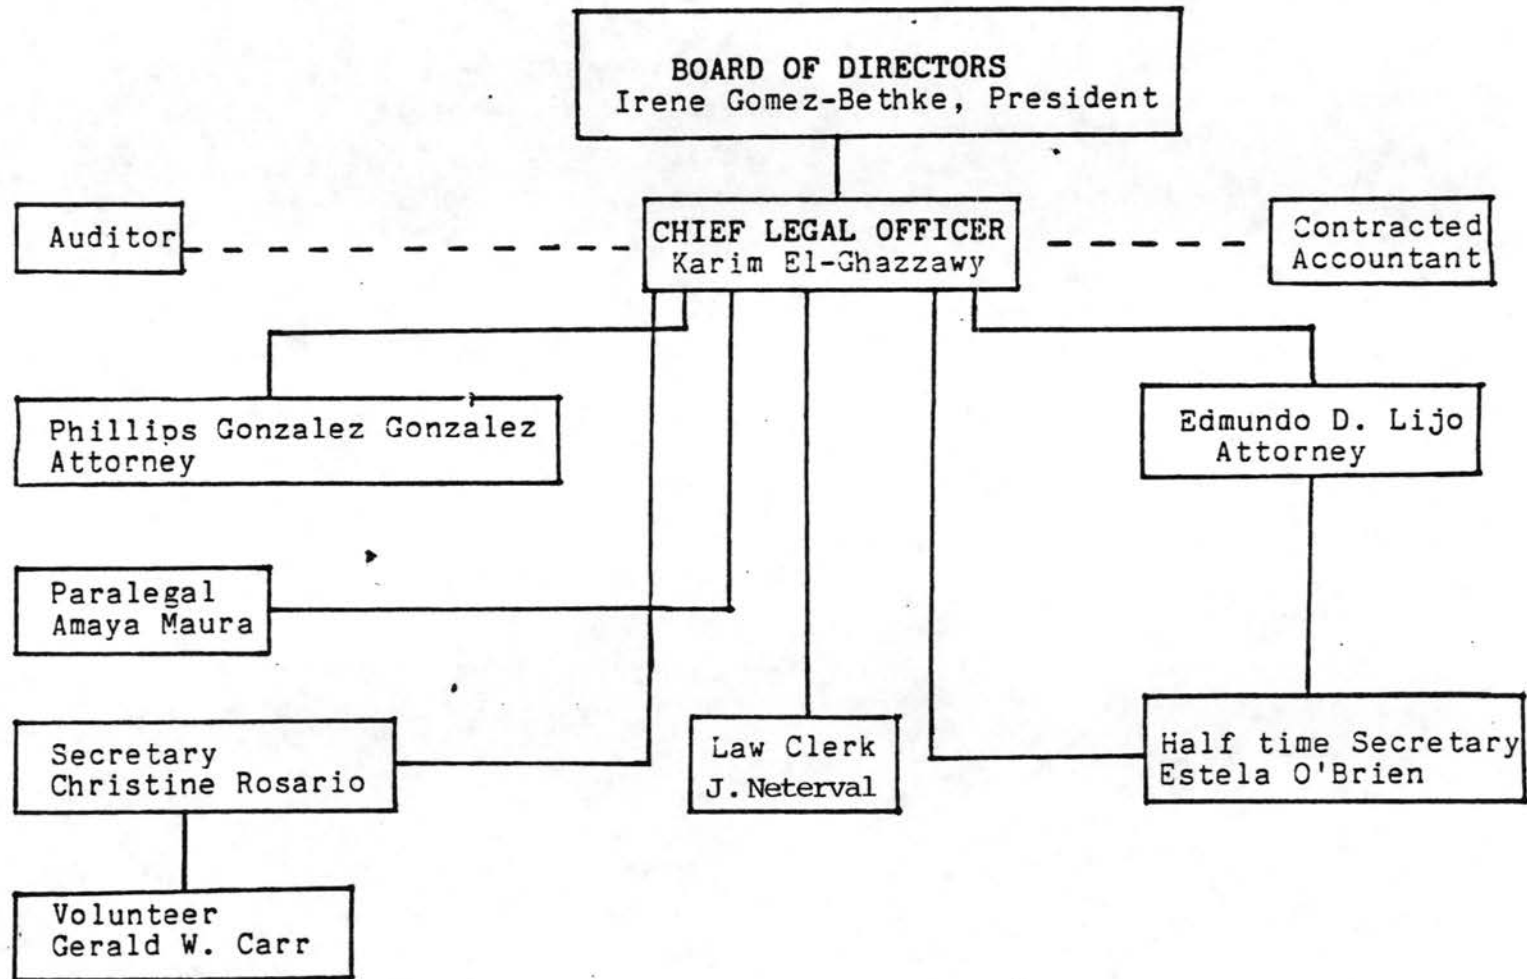 BOARD OF DIRECTORS
Irene Gomez-Bethke, President
Auditor
CHIEF LEGAL OFFICER
Karim El-Ghazzawy
Contracted
Accountant
Phillips Gonzalez Gonzalez
Attorney
Edmundo D. Lijo
Attorney
Paralegal
Amaya Maura
Secretary
Christine Rosario
Law Clerk
J. Neterval
Half time Secretary
Estela O'Brien
Volunteer
Gerald W. Carr